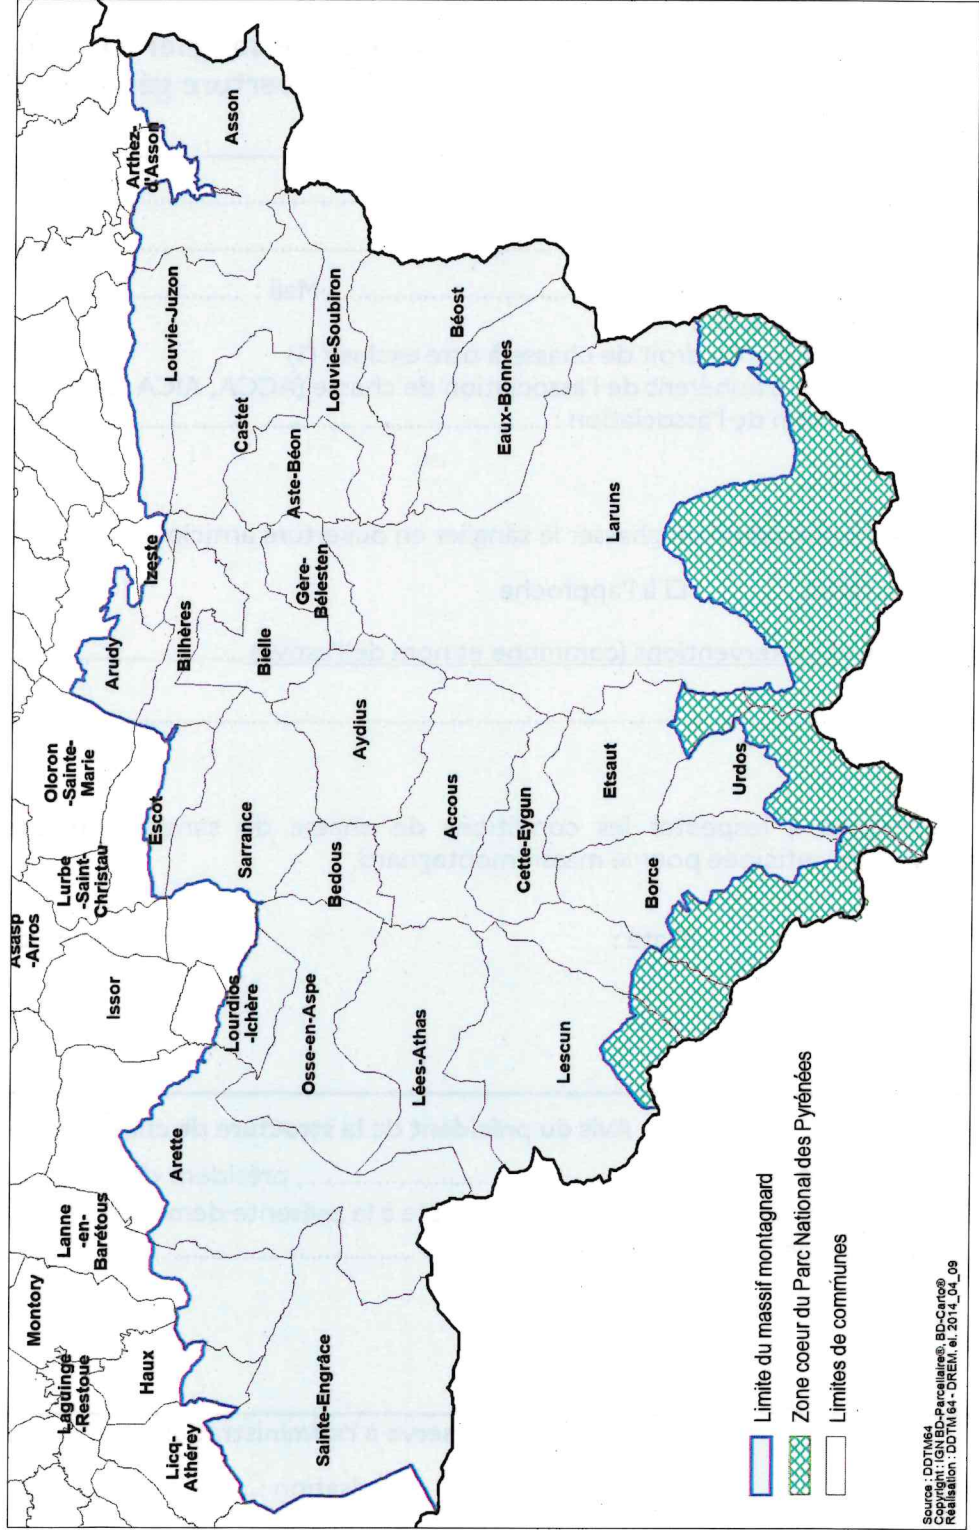 Asasp
-Arros
Montory
Lagdinge
-Restoue
Lanne
-en-
Barétous
Issor
Lurbe
-Saint-
Christau
Oloron
-Sainte-
Marie
Arudy
Arthez-
d'Asson
Haux
Licq-
Athérey
Arette
Escot
Izeste
Louvie-Juzon
Asson
Lourdios
-Ichère
Sarrance
Bilhères
Bielle
Castet
Sainte-Engrâce
Osse-en-Aspe
Bedous
Aydius
Gère-
Bélesten
Aste-Béon
Louvie-Soubiron
Lées-Athas
Accous
Béost
Cette-Eygun
Eaux-Bonnes
Lescun
Etsaut
Laruns
Borce
Urdos
Limite du massif montagnard
Zone coeur du Parc National des Pyrénées
Limites de communes
Source : DDTM64
Copyright : IGN BD-Parcellaire®, BD-Carto®
Réalisation : DDTM 64 - DREM, el. 2014_04_09